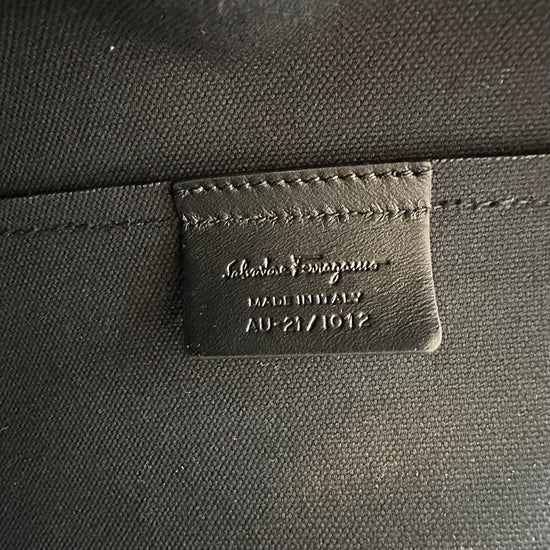 Salvatore Ferragamo
MADE IN ITALY
AU-21/1012